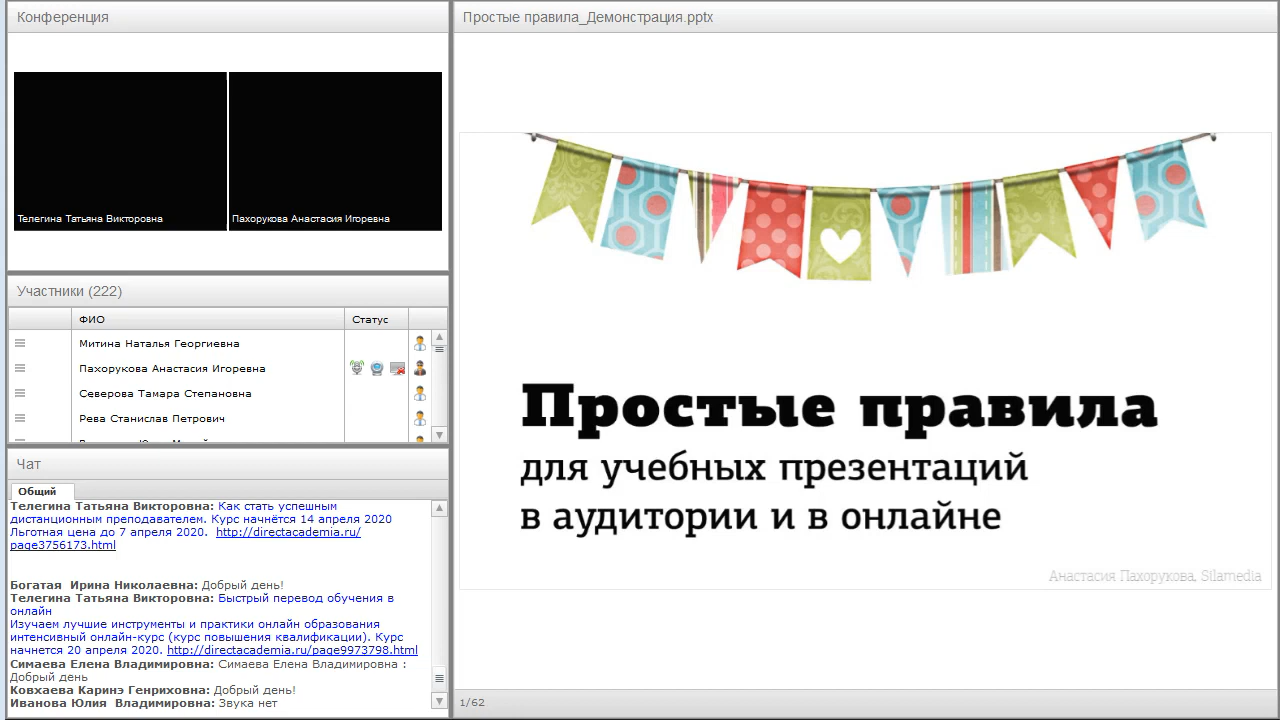 Конференция
Телегина Татьяна Викторовна
Пахорукова Анастасия Игоревна
Участники (222)
ФИО
Статус
Митина Наталья Георгиевна
Пахорукова Анастасия Игоревна
Северова Тамара Степановна
Рева Станислав Петрович
Чат
Общий
Телегина Татьяна Викторовна: Как стать успешным
дистанционным преподавателем. Курс начнётся 14 апреля 2020
Льготная цена до 7 апреля 2020. http://directacademia.ru/
page3756173.html
Богатая Ирина Николаевна: Добрый день!
Телегина Татьяна Викторовна: Быстрый перевод обучения в
онлайн
Изучаем лучшие инструменты и практики онлайн образования
интенсивный онлайн-курс (курс повышения квалификации). Курс
начнется 20 апреля 2020. http://directacademia.ru/page9973798.html
Симаева Елена Владимировна: Симаева Елена Владимировна :
Добрый день
Ковхаева Каринэ Генриховна: Добрый день!
Иванова Юлия Владимировна: Звука нет
Простые правила_Демонстрация.pptx
Простые правила
для учебных презентаций
в аудитории и в онлайне
Анастасия Пахорукова, Silamedia
1/62